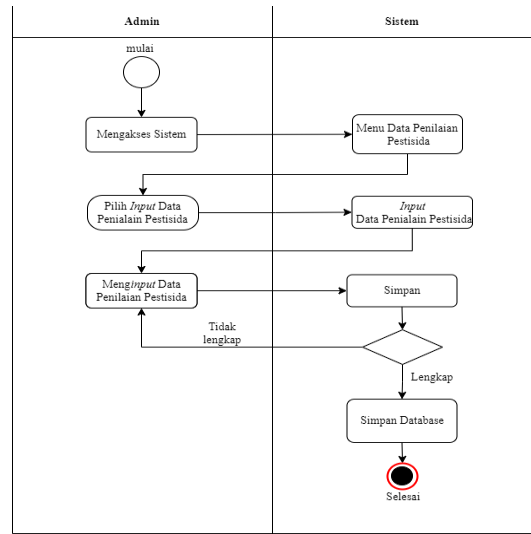 Admin
Sistem
mulai
Mengakses Sistem
Menu Data Penilaian
Pestisida
Pilih Input Data
Penialain Pestisida
Input
Data Penialain Pestisida
Menginput Data
Penilaian Pestisida
Simpan
Tidak
lengkap
Lengkap
Simpan Database
Selesai